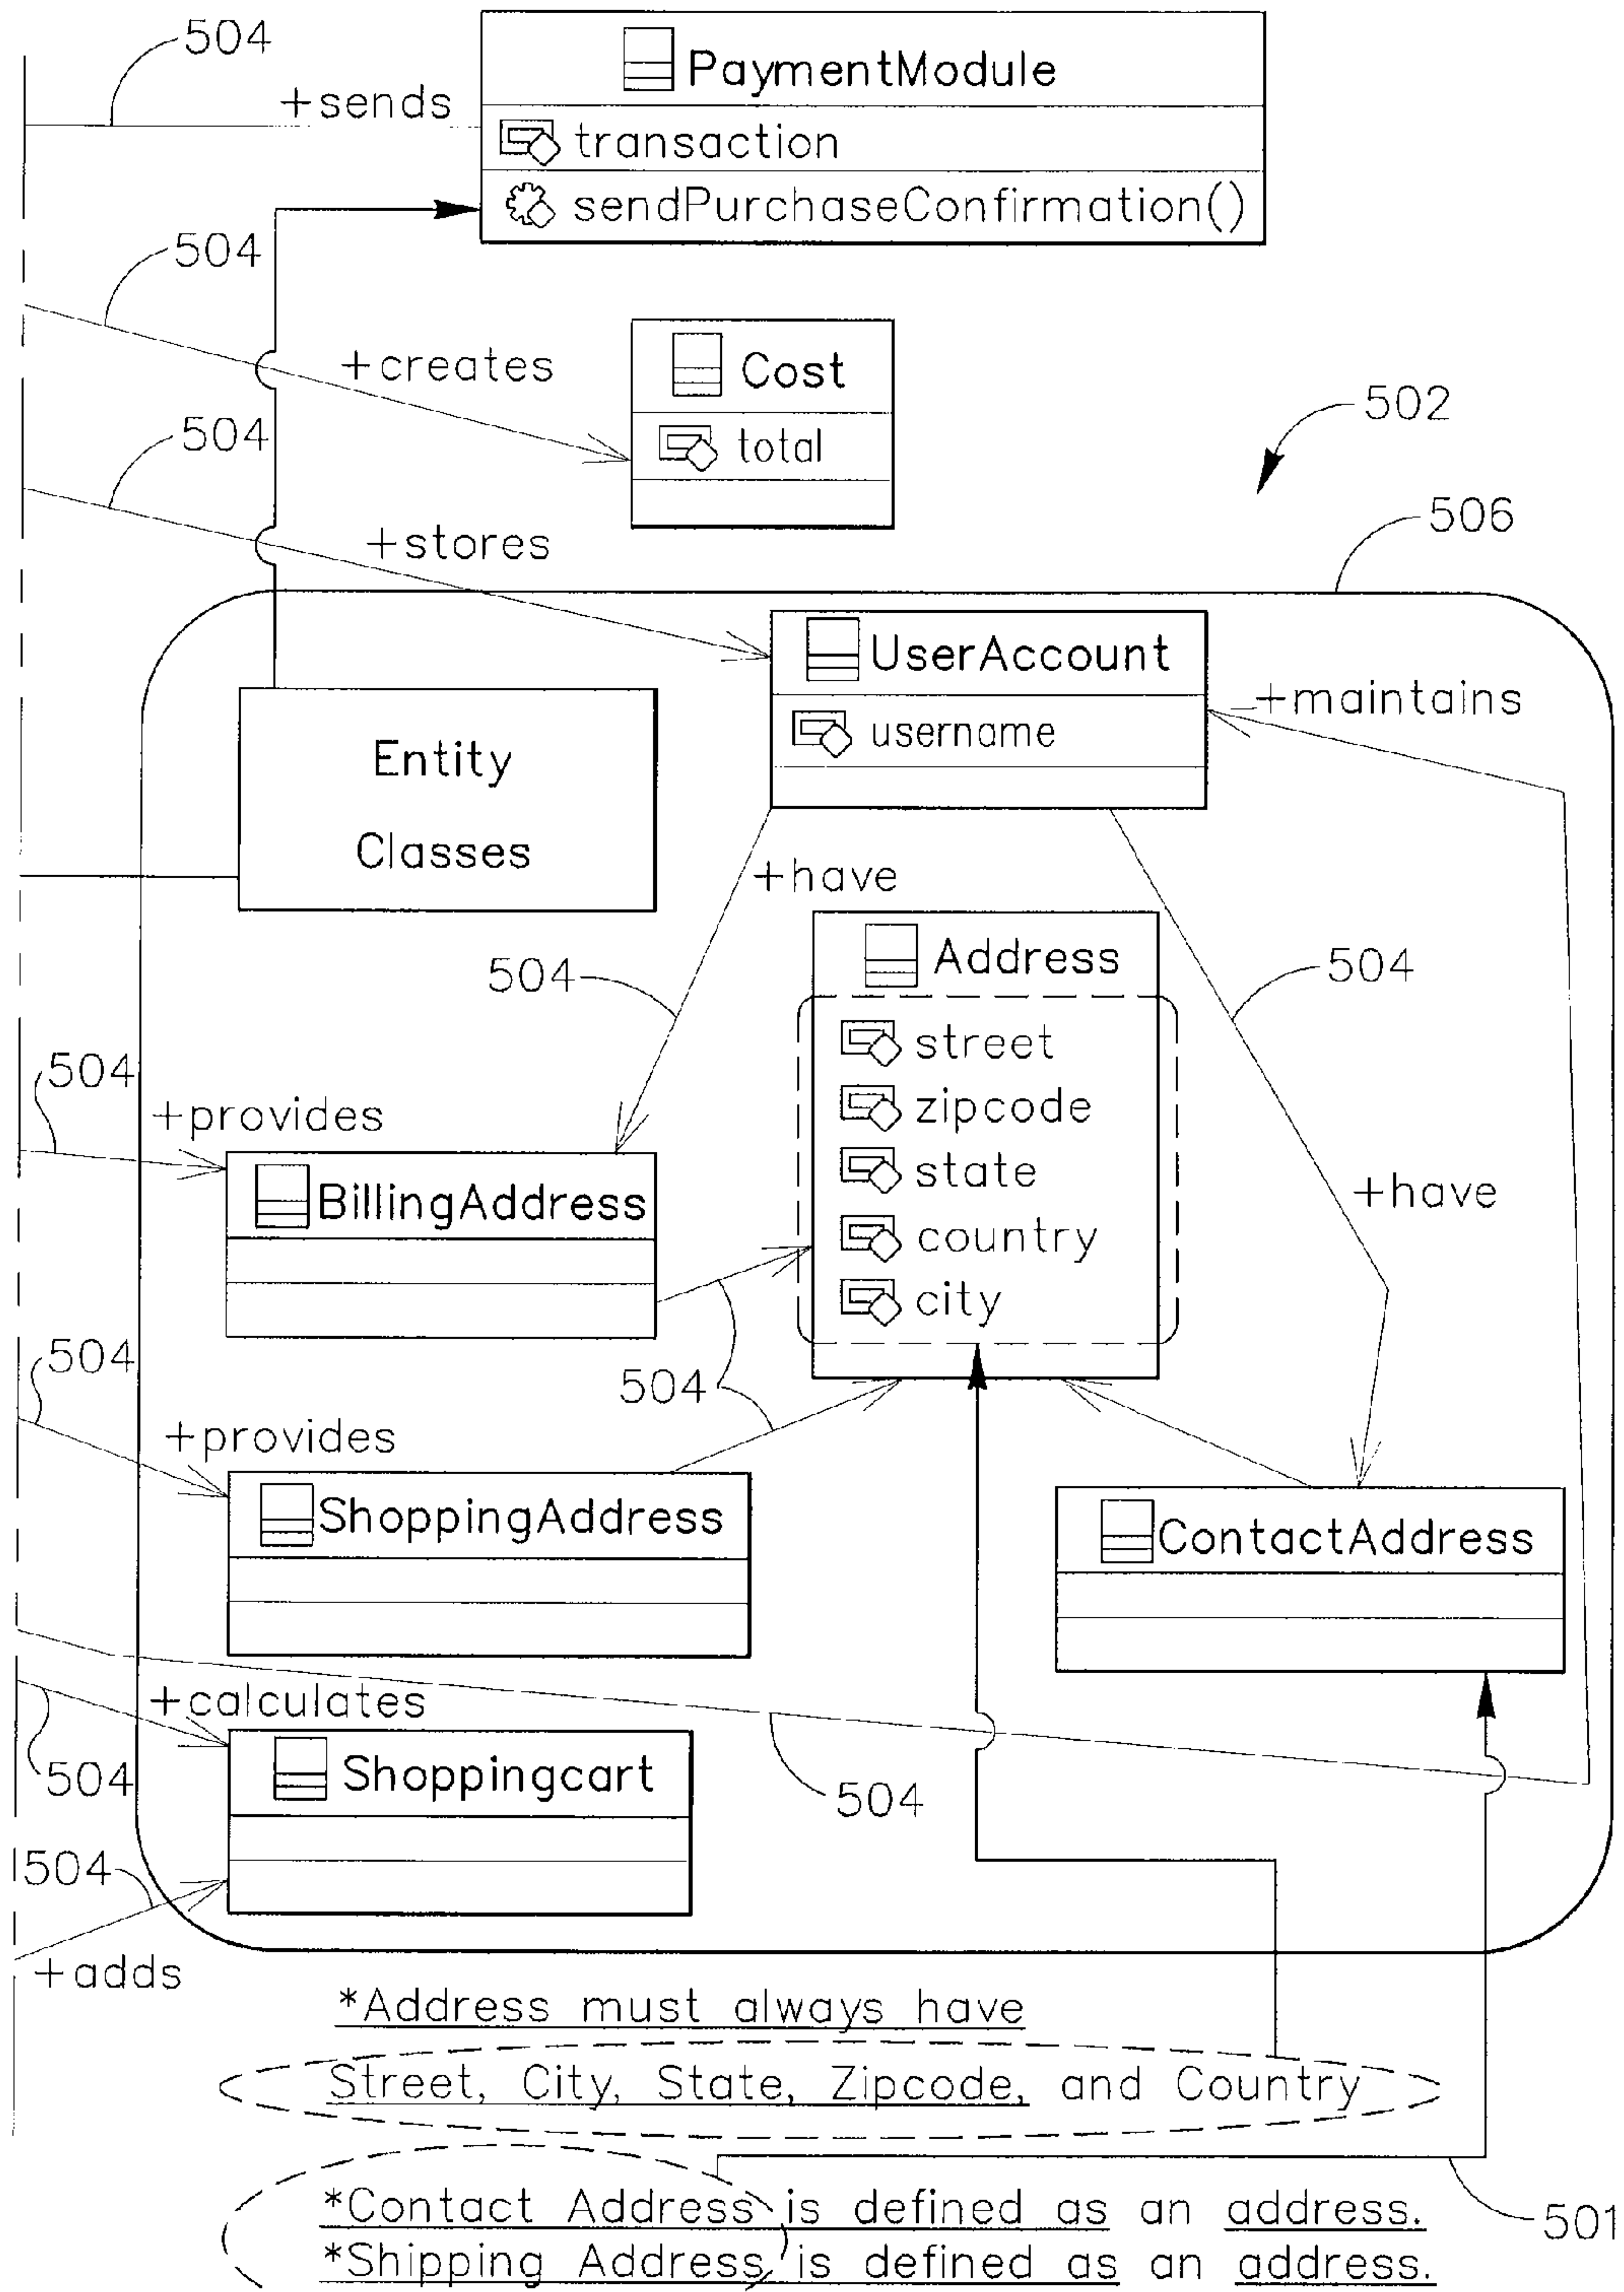 504
PaymentModule
+sends
transaction
sendPurchaseConfirmation()
504
+creates
Cost
502
504
total
506
+stores
UserAccount
+maintains
username
Entity
Classes
+have
Address
504
504
street
504
zipcode
+provides
state
+have
BillingAddress
country
city
504
504
+provides
ShoppingAddress
ContactAddress
+calculates
504
Shoppingcart
504
504
+adds
*Address must always have
Street, City, State, Zipcode, and Country
*Contact Address is defined as an address.
501
*Shipping Address is defined as an address.